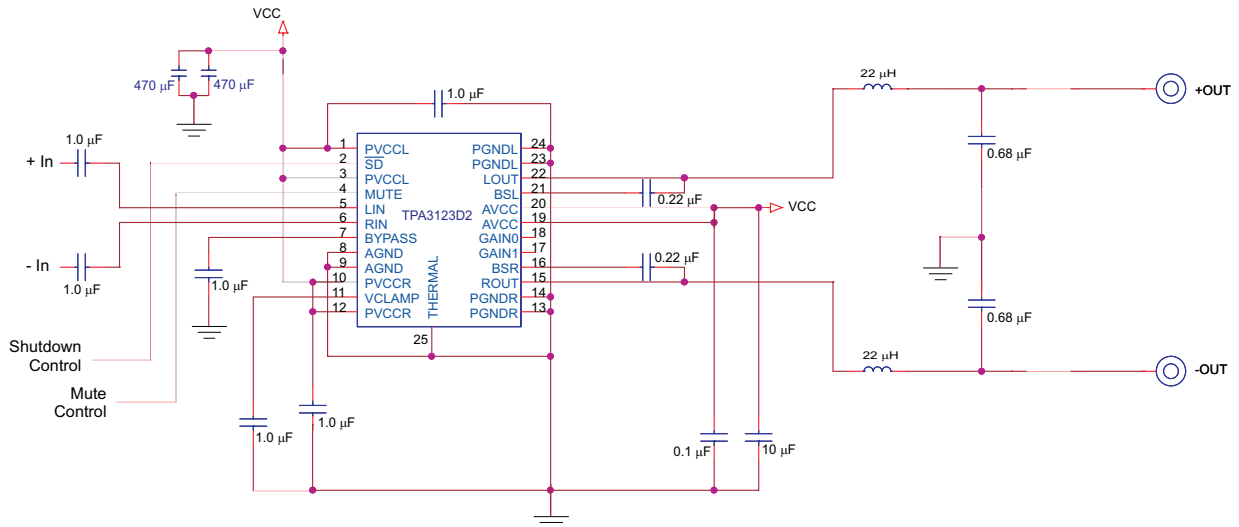 VCC
470 µF
470 µF
1.0 µF
1.0 µF
+ In
- In
1.0 µF
1.0 µF
Shutdown
Control
Mute
Control
1.0 µF
1.0 µF
1 PVCCL
2 SD
3 PVCCL
4 MUTE
5 LIN
6 RIN
7 BYPASS
8 AGND
9 AGND
10 PVCCR
11 VCLAMP
12 PVCCR
TPA3123D2
THERMAL
25
PGNDL 24
PGNDL 23
LOUT 22
BSL 21
AVCC 20
AVCC 19
GAIN0 18
GAIN1 17
BSR 16
ROUT 15
PGNDR 14
PGNDR 13
0.22 µF
VCC
0.22 µF
0.1 µF
10 µF
22 µH
+OUT
0.68 µF
0.68 µF
22 µH
-OUT